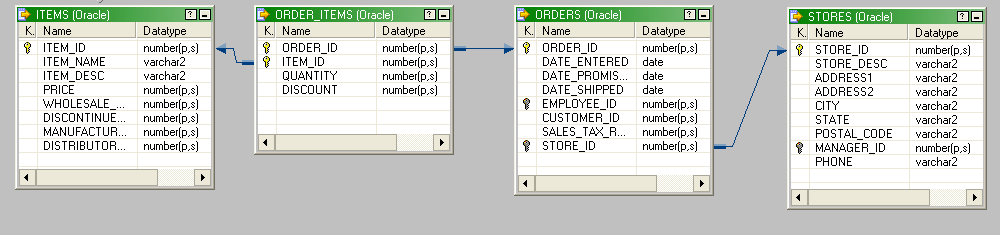 ITEMS (Oracle)
K. Name Datatype
ITEM_ID number(p,s)
ITEM_NAME varchar2
ITEM_DESC varchar2
PRICE number(p,s)
WHOLESALE_... number(p,s)
DISCONTINUE... number(p,s)
MANUFACTUR... number(p,s)
DISTRIBUTOR... number(p,s)
ORDER_ITEMS (Oracle)
K. Name Datatype
ORDER_ID number(p,s)
ITEM_ID number(p,s)
QUANTITY number(p,s)
DISCOUNT number(p,s)
ORDERS (Oracle)
K. Name Datatype
ORDER_ID number(p,s)
DATE_ENTERED date
DATE_PROMIS... date
DATE_SHIPPED date
EMPLOYEE_ID number(p,s)
CUSTOMER_ID number(p,s)
SALES_TAX_R... number(p,s)
STORE_ID number(p,s)
STORES (Oracle)
K. Name Datatype
STORE_ID number(p,s)
STORE_DESC varchar2
ADDRESS1 varchar2
ADDRESS2 varchar2
CITY varchar2
STATE varchar2
POSTAL_CODE varchar2
MANAGER_ID number(p,s)
PHONE varchar2